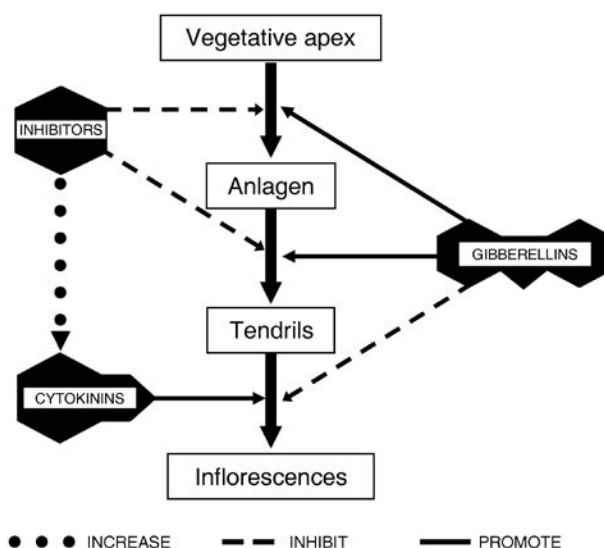 Vegetative apex
INHIBITORS
Anlagen
GIBBERELLINS
Tendrils
CYTOKININS
Inflorescences
INCREASE INHIBIT PROMOTE